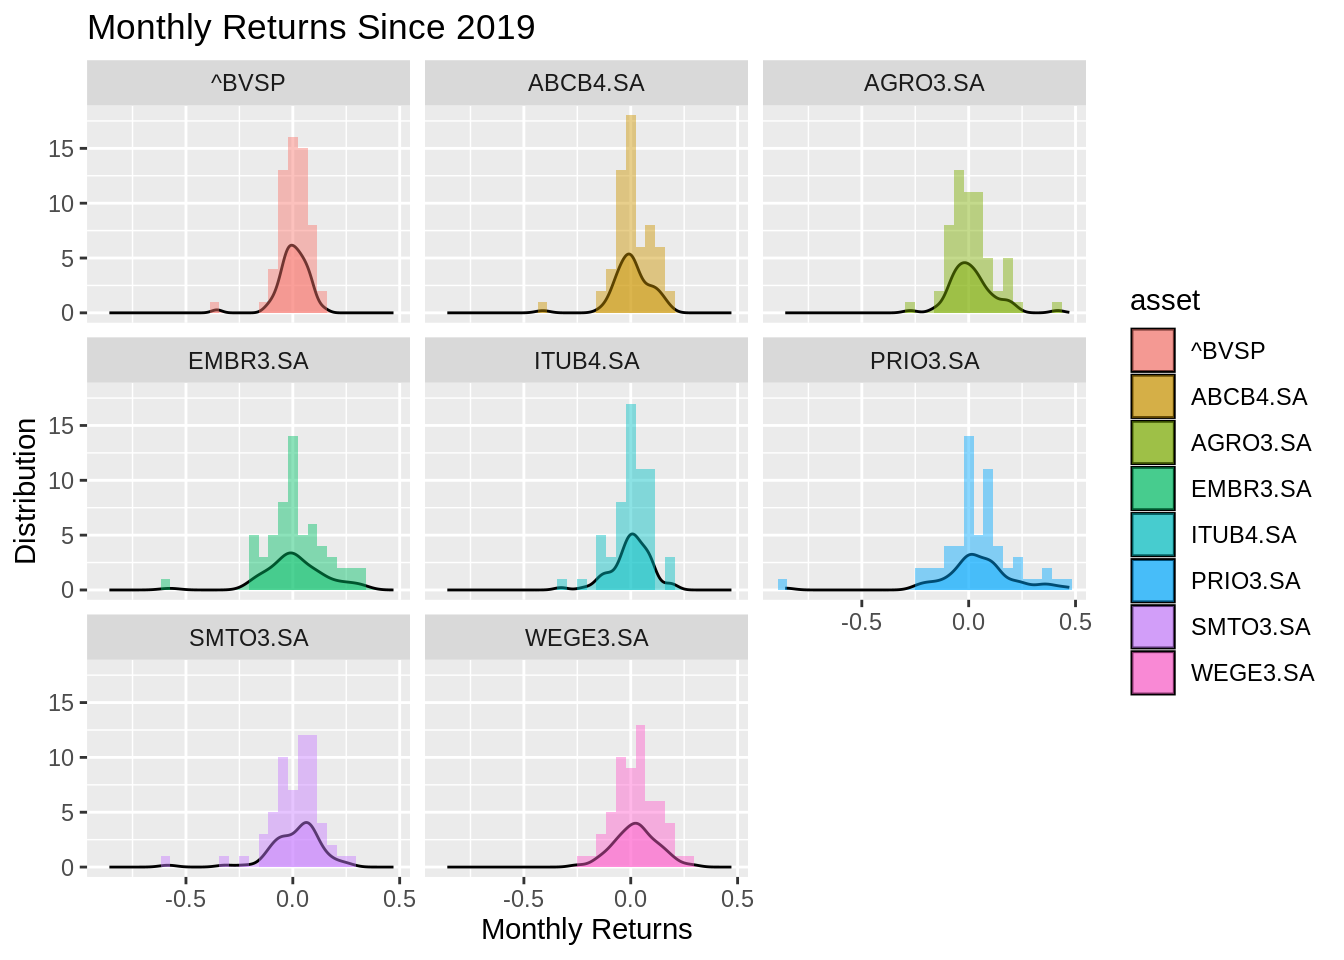 Monthly Returns Since 2019
^BVSP
ABCB4.SA
AGRO3.SA
15
10
5
0
EMBR3.SA
ITUB4.SA
PRIO3.SA
15
10
5
0
-0.5
0.0
0.5
SMTO3.SA
WEGE3.SA
15
10
5
0
-0.5
0.0
0.5
-0.5
0.0
0.5
Monthly Returns
Distribution
asset
^BVSP
ABCB4.SA
AGRO3.SA
EMBR3.SA
ITUB4.SA
PRIO3.SA
SMTO3.SA
WEGE3.SA